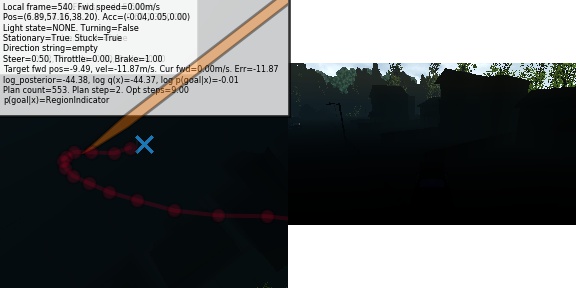 Local frame=540. Fwd.speed=0.00m/s
Pos=(6.89,57.16,38.20). Acc=(-0.04,0.05,0.00)
Light state=NONE. Turning=False
Stationary=True. Stuck=True
Direction string=empty
Steer=0.50, Throttle=0.00, Brake=1.00
Target fwd pos=-9.49, vel=-11.87m/s. Cur fwd=0.00m/s. Err=-11.87
log_posterior=-44.38, log q(x)=-44.37, log p(goal|x)=-0.01
Plan count=553. Plan step=2. Opt steps=9.00
p(goal|x)=RegionIndicator